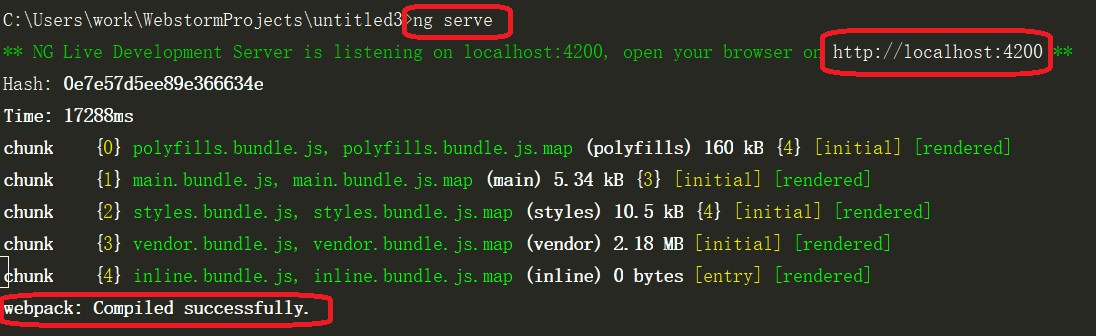 C:\Users\work\WebstormProjects\untitled3>ng serve
** NG Live Development Server is listening on localhost:4200, open your browser on http://localhost:4200 **
Hash: 0e7e57d5ee89e366634e
Time: 17288ms
chunk    {0} polyfills.bundle.js, polyfills.bundle.js.map (polyfills) 160 kB {4} [initial] [rendered]
chunk    {1} main.bundle.js, main.bundle.js.map (main) 5.34 kB {3} [initial] [rendered]
chunk    {2} styles.bundle.js, styles.bundle.js.map (styles) 10.5 kB {4} [initial] [rendered]
chunk    {3} vendor.bundle.js, vendor.bundle.js.map (vendor) 2.18 MB [initial] [rendered]
chunk    {4} inline.bundle.js, inline.bundle.js.map (inline) 0 bytes [entry] [rendered]
webpack: Compiled successfully.